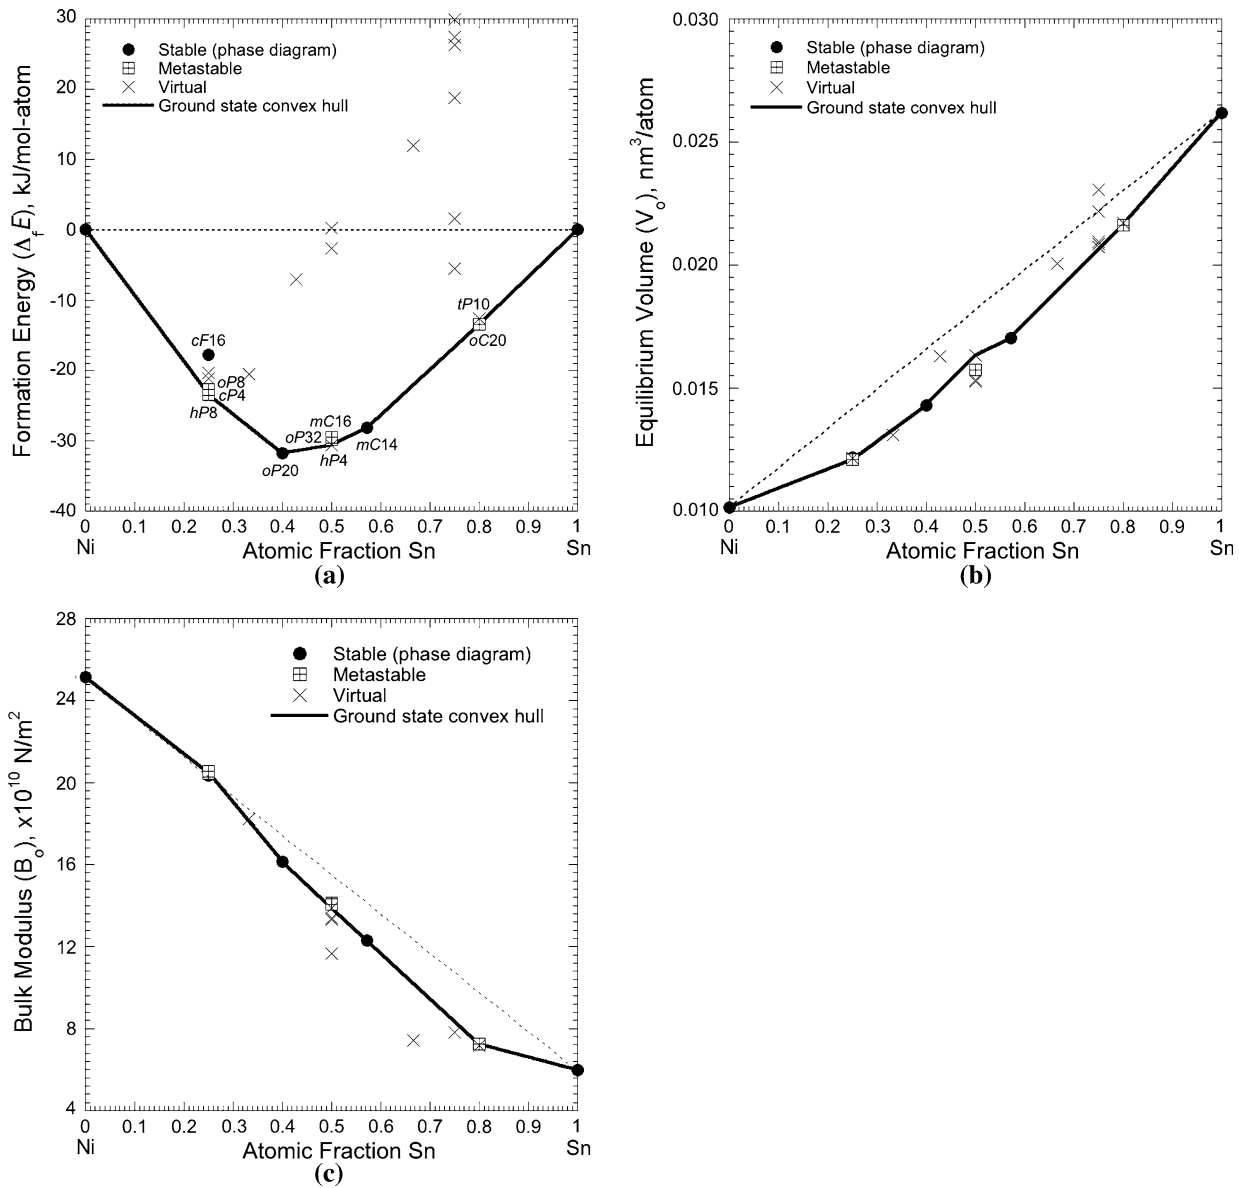 30
20
10
0
-10
-20
-30
-40
Formation Energy (Δf E), kJ/mol-atom
Stable (phase diagram)
Metastable
Virtual
Ground state convex hull
cF16
oP8
cP4
hP8
oP20
oP32
mC16
hP4
mC14
tP10
oC20
0 0.1 0.2 0.3 0.4 0.5 0.6 0.7 0.8 0.9 1
Ni Atomic Fraction Sn Sn
(a)
0.030
0.025
0.020
0.015
0.010
Equilibrium Volume (Vo), nm3/atom
Stable (phase diagram)
Metastable
Virtual
Ground state convex hull
0 0.1 0.2 0.3 0.4 0.5 0.6 0.7 0.8 0.9 1
Ni Atomic Fraction Sn Sn
(b)
28
24
20
16
12
8
4
Bulk Modulus (Bo), x10^10 N/m^2
Stable (phase diagram)
Metastable
Virtual
Ground state convex hull
0 0.1 0.2 0.3 0.4 0.5 0.6 0.7 0.8 0.9 1
Ni Atomic Fraction Sn Sn
(c)